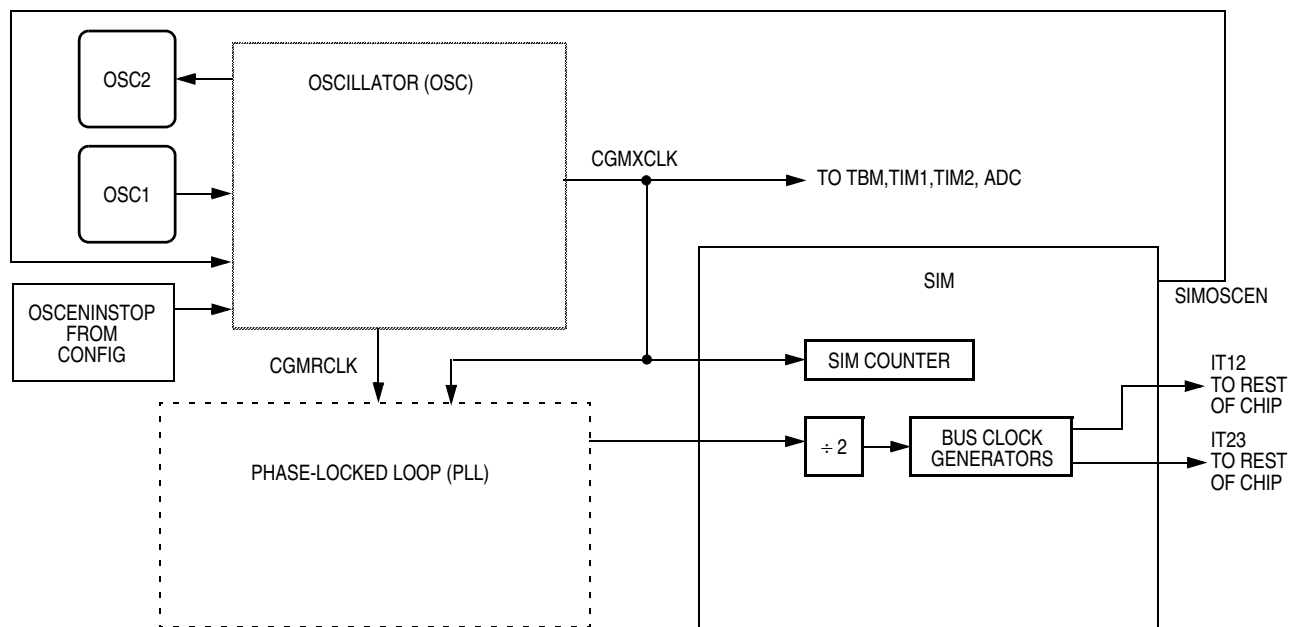 OSC2
OSCILLATOR (OSC)
CGMXCLK
TO TBM,TIM1,TIM2, ADC
OSC1
SIM
SIMOSCEN
OSCENINSTOP
FROM
CONFIG
CGMRCLK
SIM COUNTER
IT12
TO REST
OF CHIP
÷ 2
BUS CLOCK
GENERATORS
IT23
TO REST
OF CHIP
PHASE-LOCKED LOOP (PLL)